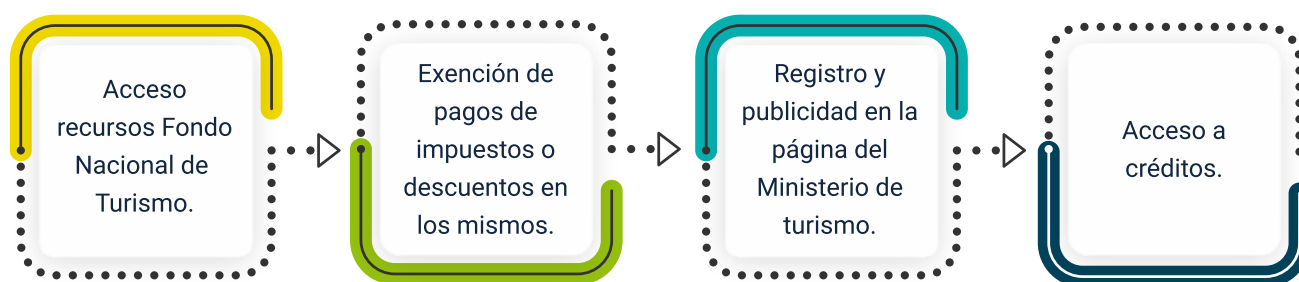 Acceso
recursos Fondo
Nacional de
Turismo.
Exención de
pagos de
impuestos o
descuentos en
los mismos.
Registro y
publicidad en la
página del
Ministerio de
turismo.
Acceso a
créditos.